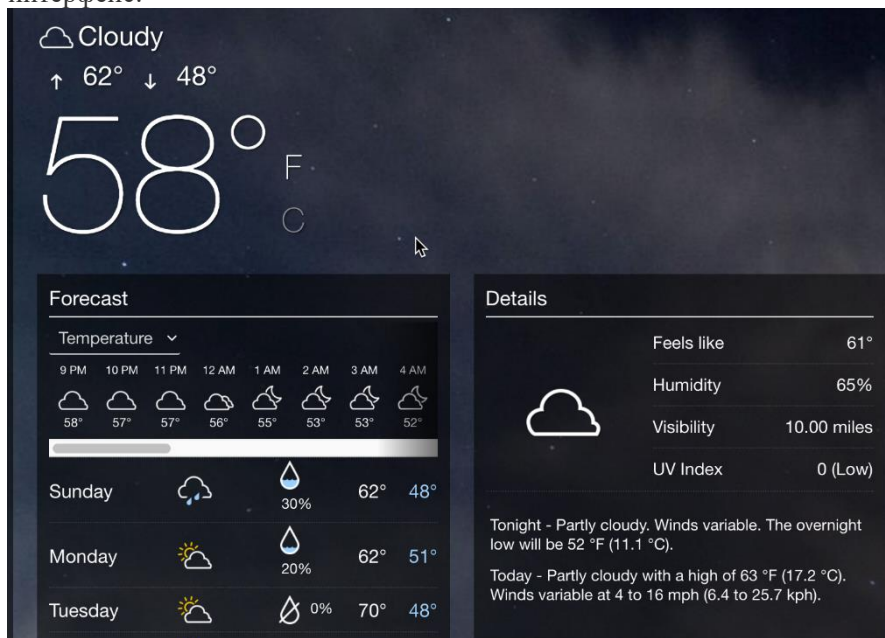 Cloudy
↑ 62° ↓ 48°
58°
F
C
Forecast
Temperature
9 PM 10 PM 11 PM 12 AM 1 AM 2 AM 3 AM 4 AM
58° 57° 57° 56° 55° 53° 53° 52°
Sunday 30% 62° 48°
Monday 20% 62° 51°
Tuesday 0% 70° 48°
Details
Feels like 61°
Humidity 65%
Visibility 10.00 miles
UV Index 0 (Low)
Tonight - Partly cloudy. Winds variable. The overnight
low will be 52 °F (11.1 °C).
Today - Partly cloudy with a high of 63 °F (17.2 °C).
Winds variable at 4 to 16 mph (6.4 to 25.7 kph).